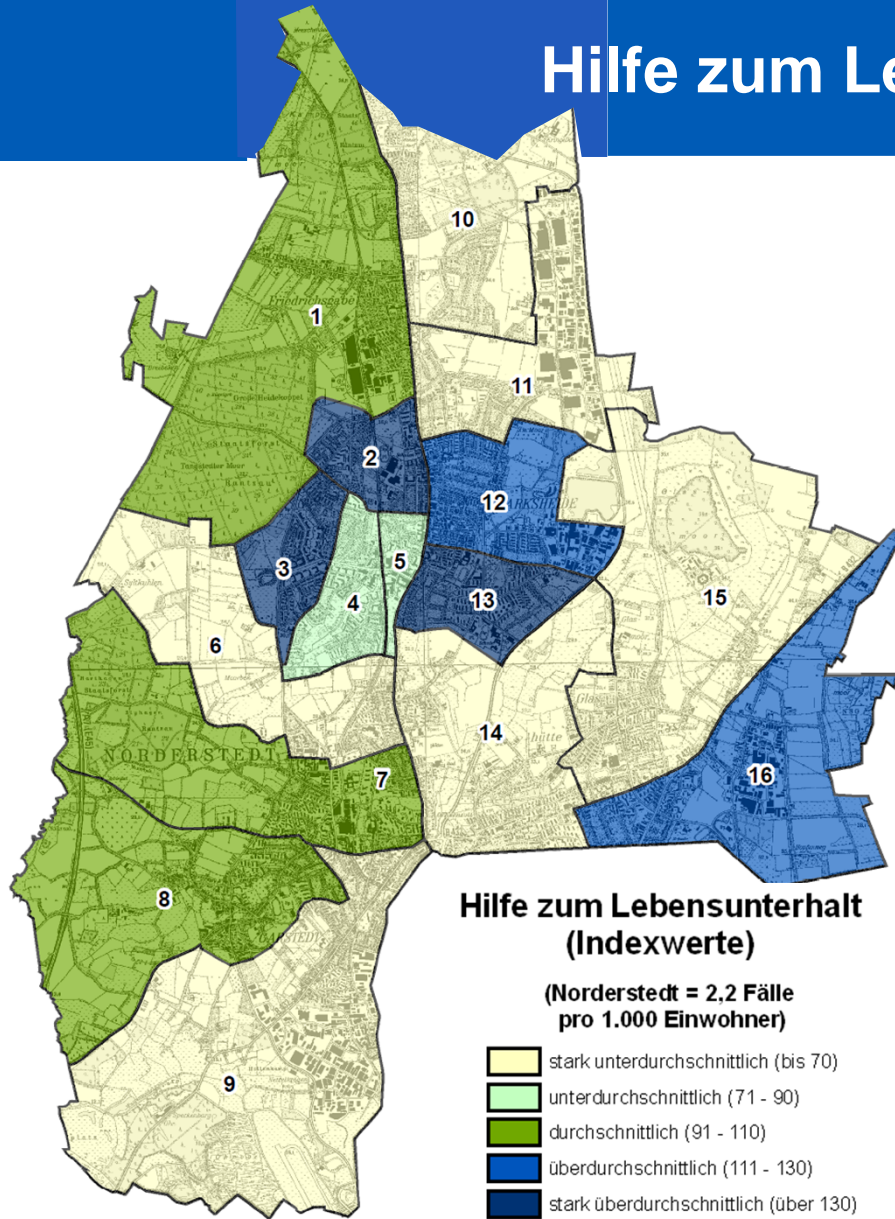 Hilfe zum Le
10
Friedrichsgabe
1
11
2
12
3
5
4
13
15
6
14
NORDERSTEDT
7
16
8
9
Hilfe zum Lebensunterhalt
(Indexwerte)
(Norderstedt = 2,2 Fälle
pro 1.000 Einwohner)
stark unterdurchschnittlich (bis 70)
unterdurchschnittlich (71 - 90)
durchschnittlich (91 - 110)
überdurchschnittlich (111 - 130)
stark überdurchschnittlich (über 130)